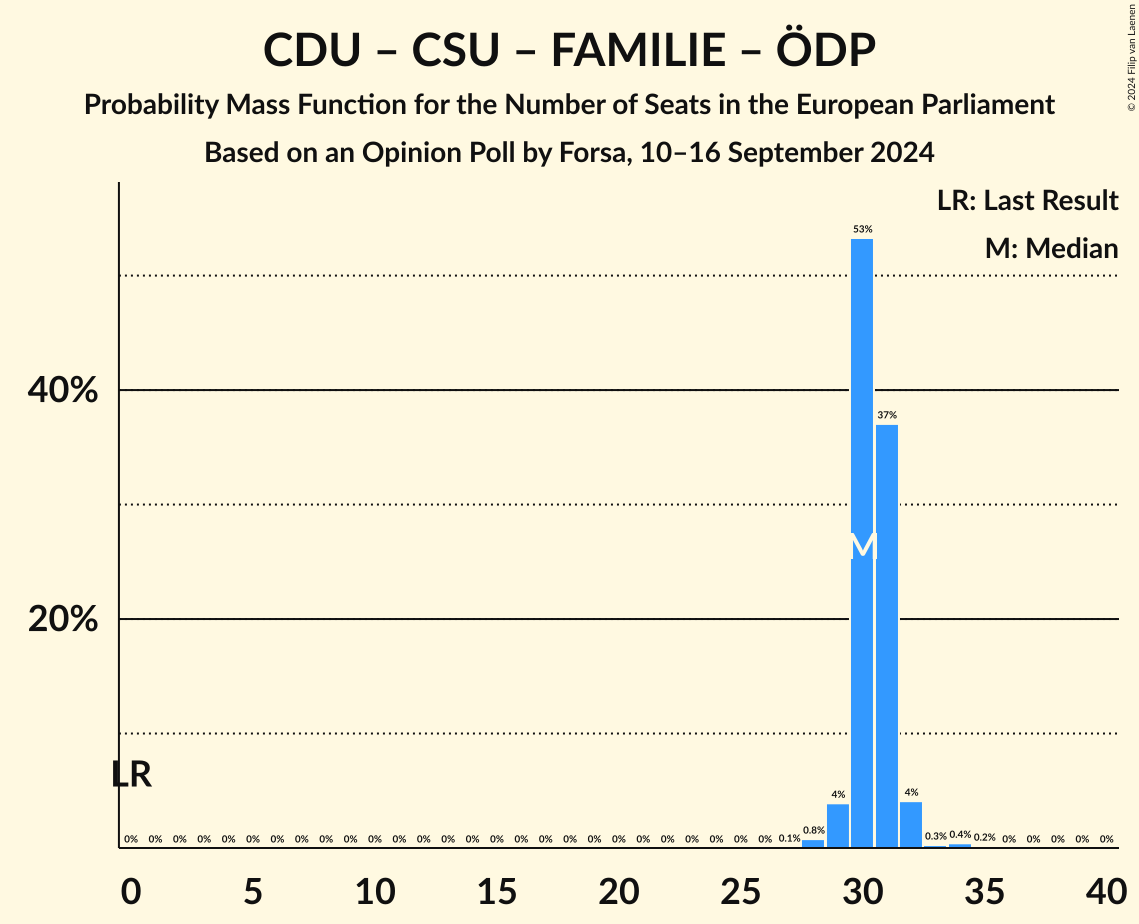 CDU – CSU – FAMILIE – ÖDP
Probability Mass Function for the Number of Seats in the European Parliament
Based on an Opinion Poll by Forsa, 10–16 September 2024
© 2024 Filip van Laenen
LR: Last Result
M: Median
53%
40%
37%
M
20%
LR
0% 0% 0% 0% 0% 0% 0% 0% 0% 0% 0% 0% 0% 0% 0% 0% 0% 0% 0% 0% 0% 0% 0% 0% 0% 0% 0% 0.1% 0.8% 4% 4% 0.3% 0.4% 0.2% 0% 0% 0% 0% 0%
0 5 10 15 20 25 30 35 40